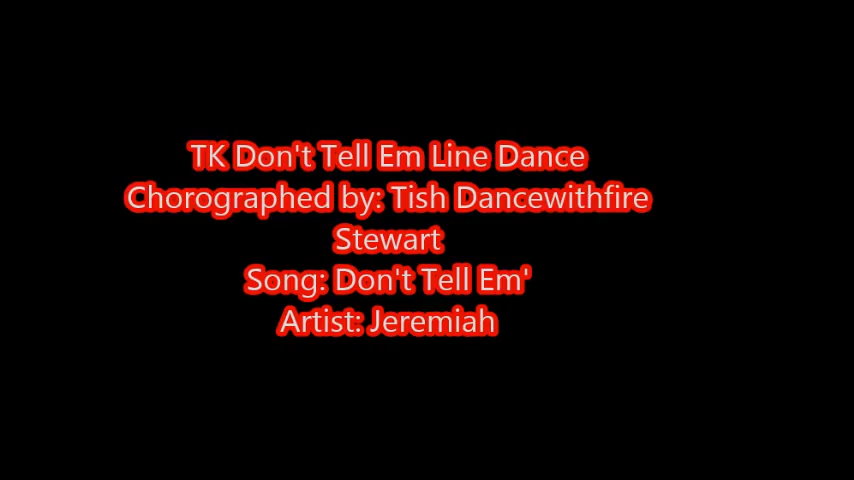 TK Don't Tell Em Line Dance
Chorographed by: Tish Dancewithfire
Stewart
Song: Don't Tell Em'
Artist: Jeremiah